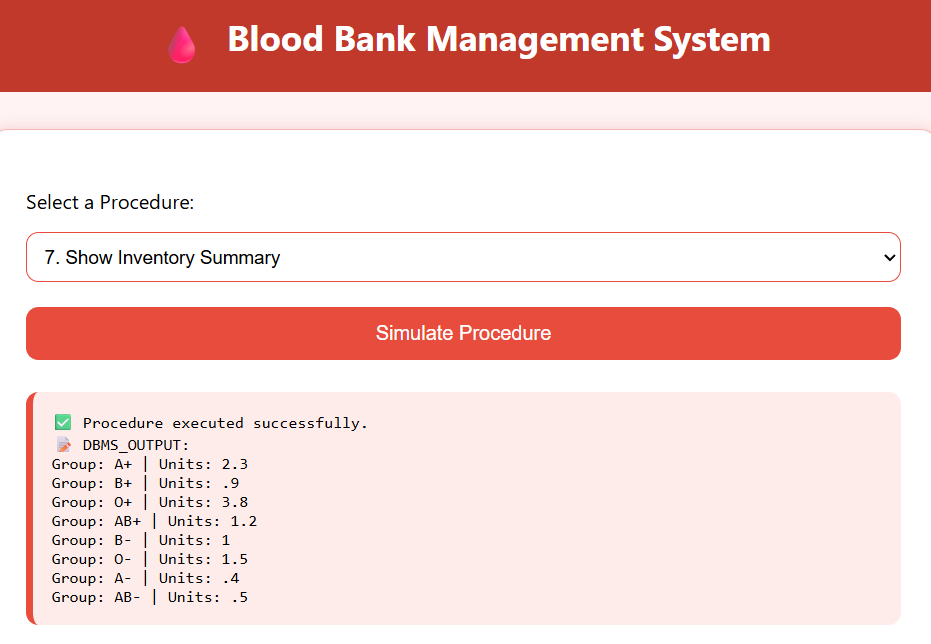 Blood Bank Management System
Select a Procedure:
7. Show Inventory Summary
Simulate Procedure
✅ Procedure executed successfully.
📝 DBMS_OUTPUT:
Group: A+ | Units: 2.3
Group: B+ | Units: .9
Group: O+ | Units: 3.8
Group: AB+ | Units: 1.2
Group: B- | Units: 1
Group: O- | Units: 1.5
Group: A- | Units: .4
Group: AB- | Units: .5